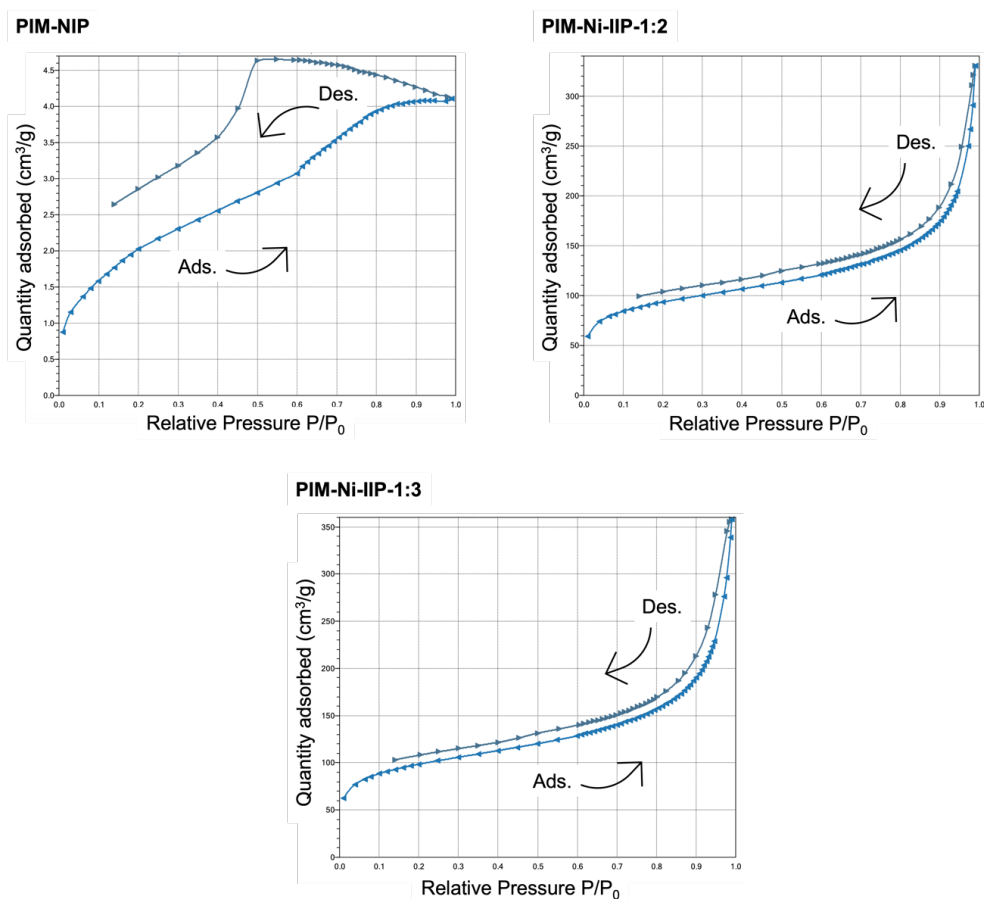 PIM-NIP
Quantity adsorbed (cm³/g)
4.5
4.0
3.5
3.0
2.5
2.0
1.5
1.0
0.5
0.0
Des.
Ads.
0.0 0.1 0.2 0.3 0.4 0.5 0.6 0.7 0.8 0.9 1.0
Relative Pressure P/P₀
PIM-Ni-IIP-1:2
Quantity adsorbed (cm³/g)
300
250
200
150
100
50
0
Des.
Ads.
0.0 0.1 0.2 0.3 0.4 0.5 0.6 0.7 0.8 0.9 1.0
Relative Pressure P/P₀
PIM-Ni-IIP-1:3
Quantity adsorbed (cm³/g)
350
300
250
200
150
100
50
0
Des.
Ads.
0.0 0.1 0.2 0.3 0.4 0.5 0.6 0.7 0.8 0.9 1.0
Relative Pressure P/P₀